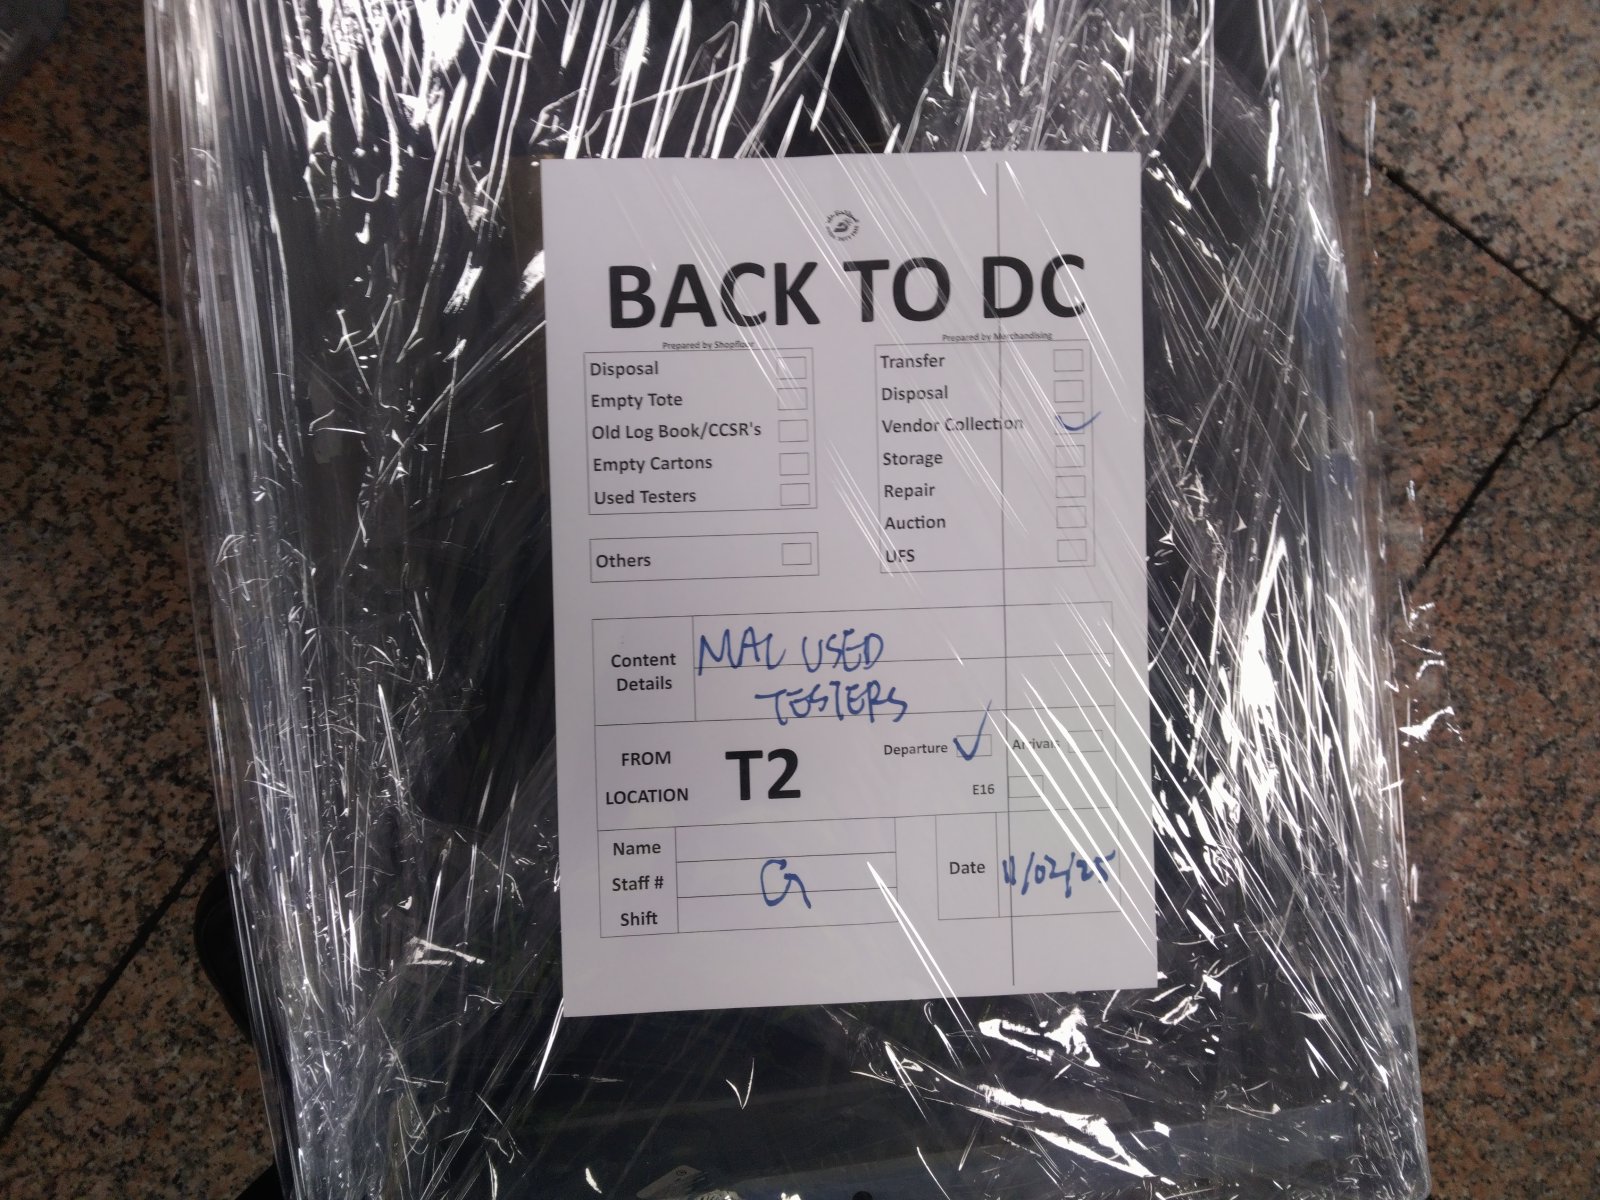 BACK TO DC
Prepared by Shopfloor
Disposal
Empty Tote
Old Log Book/CCSR's
Empty Cartons
Used Testers
Others
Prepared by Merchandising
Transfer
Disposal
Vendor Collection
Storage
Repair
Auction
UFS
Content Details
MAC USED
TESTERS
FROM LOCATION
T2
Departure
Arrivals
E16
Name
Staff #
Shift
G
Date
11/02/25